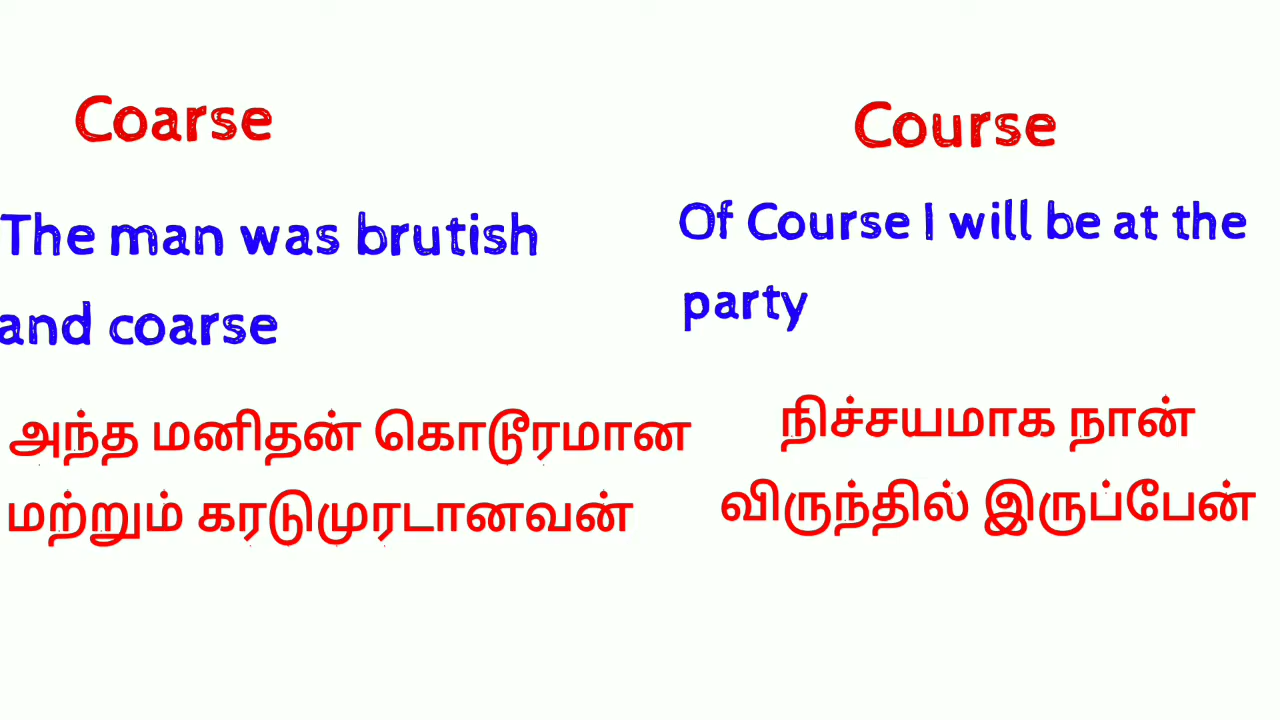 Coarse
The man was brutish
and coarse
அந்த மனிதன் கொடூரமான
மற்றும் கரடுமுரடானவன்
Course
Of Course I will be at the
party
நிச்சயமாக நான்
விருந்தில் இருப்பேன்